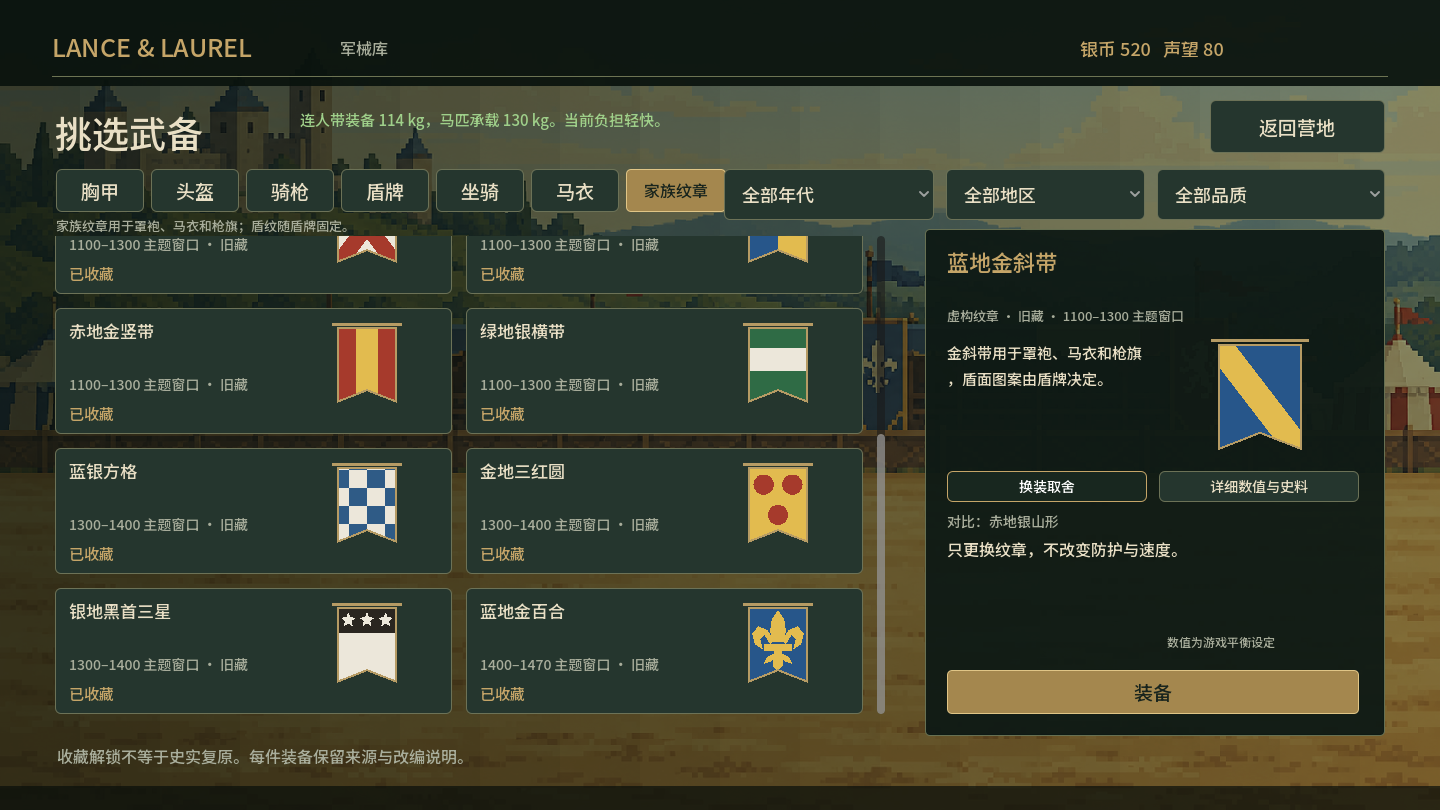 LANCE & LAUREL
军械库
银币 520 声望 80
挑选武备
连人带装备 114 kg，马匹承载 130 kg。当前负担轻快。
返回营地
胸甲
头盔
骑枪
盾牌
坐骑
马衣
家族纹章
全部年代
全部地区
全部品质
家族纹章用于罩袍、马衣和枪旗；盾纹随盾牌固定。
1100–1300 主题窗口 · 旧藏
已收藏
1100–1300 主题窗口 · 旧藏
已收藏
赤地金竖带
1100–1300 主题窗口 · 旧藏
已收藏
绿地银横带
1100–1300 主题窗口 · 旧藏
已收藏
蓝银方格
1300–1400 主题窗口 · 旧藏
已收藏
金地三红圆
1300–1400 主题窗口 · 旧藏
已收藏
银地黑首三星
1300–1400 主题窗口 · 旧藏
已收藏
蓝地金百合
1400–1470 主题窗口 · 旧藏
已收藏
蓝地金斜带
虚构纹章 · 旧藏 · 1100–1300 主题窗口
金斜带用于罩袍、马衣和枪旗
，盾面图案由盾牌决定。
换装取舍
详细数值与史料
对比：赤地银山形
只更换纹章，不改变防护与速度。
数值为游戏平衡设定
装备
收藏解锁不等于史实复原。每件装备保留来源与改编说明。